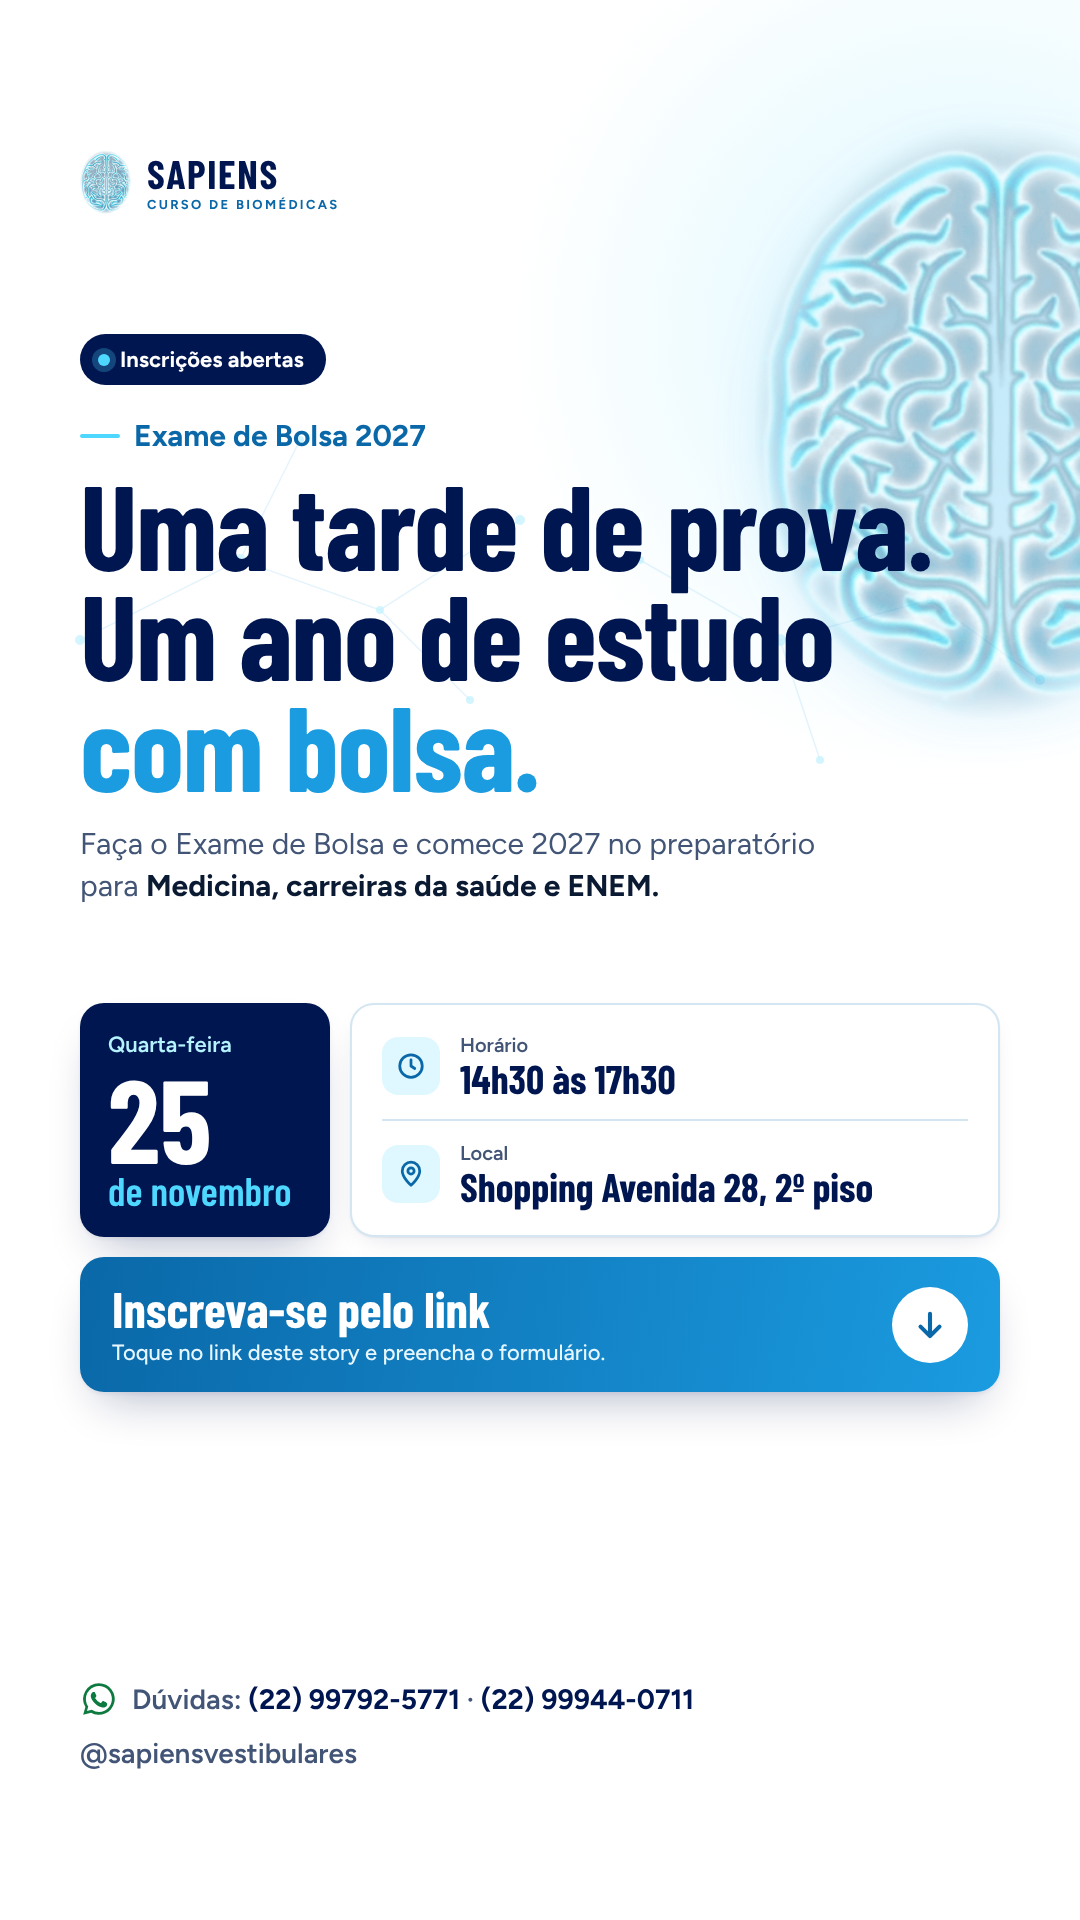 SAPIENS
CURSO DE BIOMÉDICAS
Inscrições abertas
Exame de Bolsa 2027
Uma tarde de prova.
Um ano de estudo
com bolsa.
Faça o Exame de Bolsa e comece 2027 no preparatório
para Medicina, carreiras da saúde e ENEM.
Quarta-feira
25
de novembro
Horário
14h30 às 17h30
Local
Shopping Avenida 28, 2º piso
Inscreva-se pelo link
Toque no link deste story e preencha o formulário.
Dúvidas: (22) 99792-5771 · (22) 99944-0711
@sapiensvestibulares